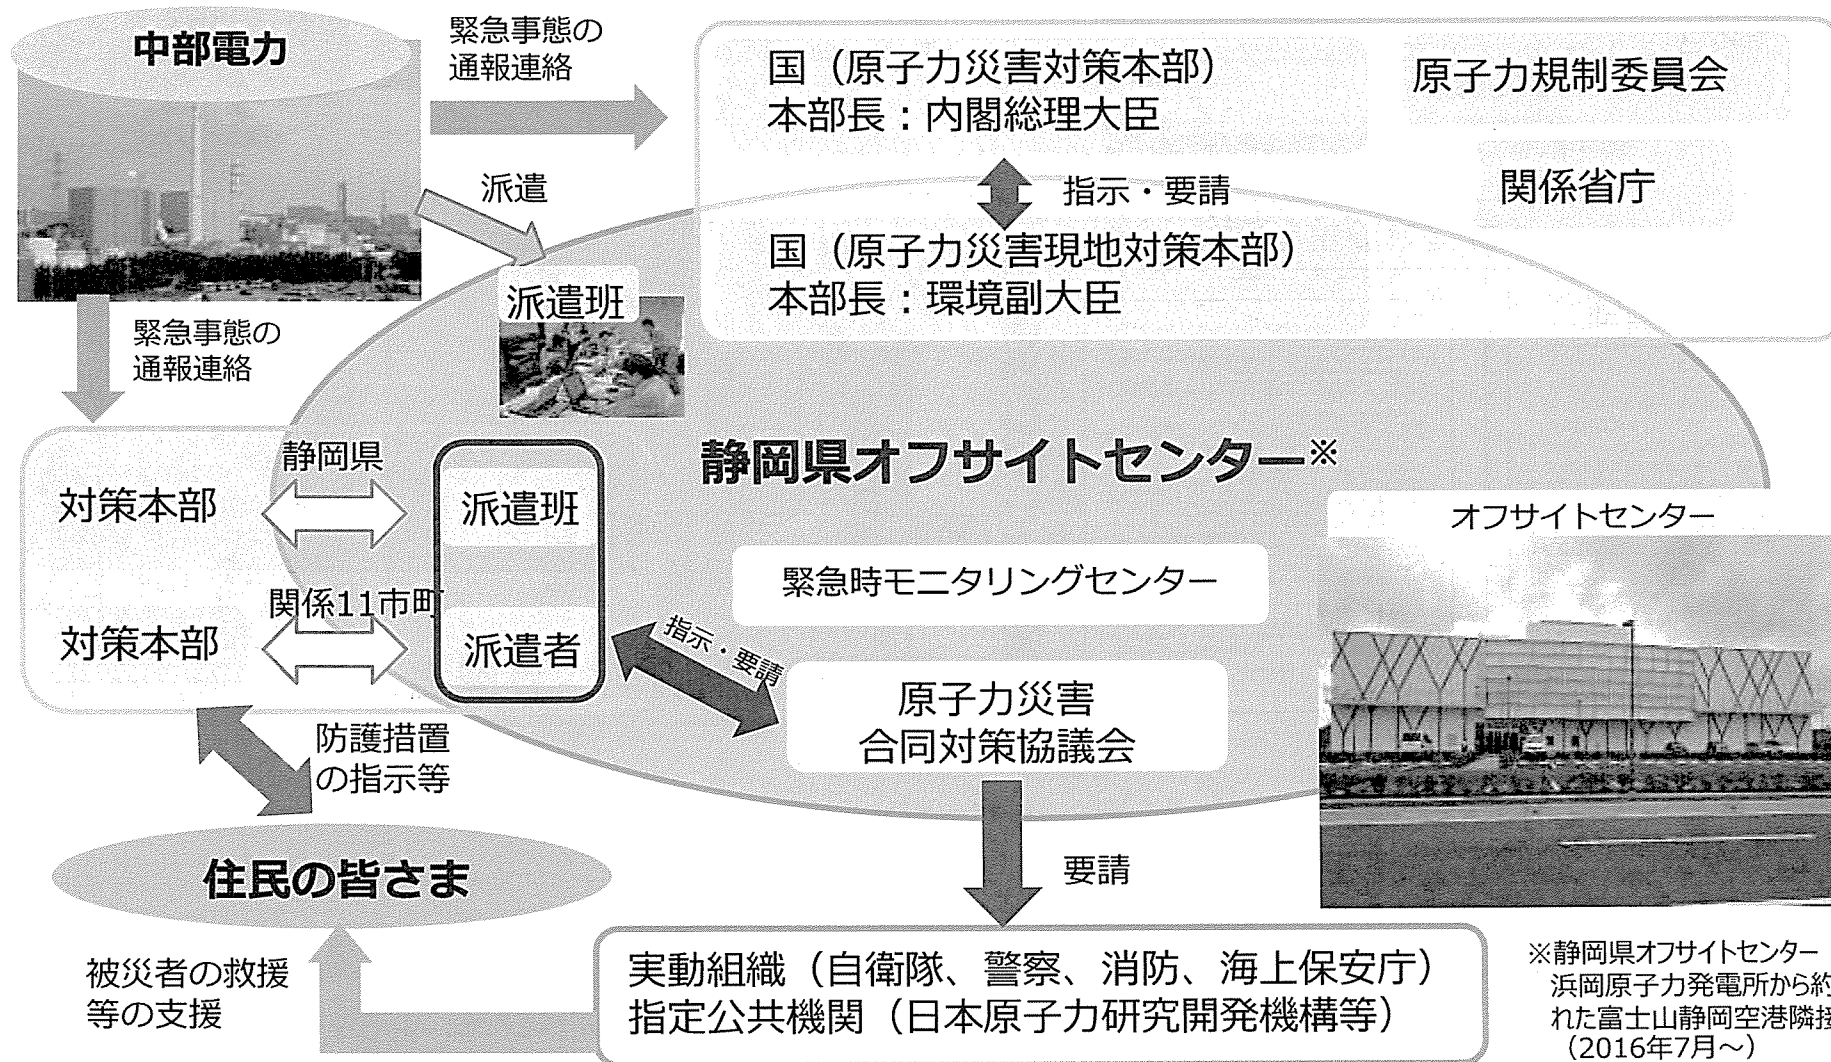 中部電力
緊急事態の
通報連絡
国（原子力災害対策本部）
本部長：内閣総理大臣
原子力規制委員会
関係省庁
派遣
指示・要請
国（原子力災害現地対策本部）
本部長：環境副大臣
派遣班
緊急事態の
通報連絡
静岡県オフサイトセンター※
静岡県
対策本部
派遣班
オフサイトセンター
緊急時モニタリングセンター
関係11市町
対策本部
派遣者
指示・要請
原子力災害
合同対策協議会
防護措置
の指示等
住民の皆さま
要請
被災者の救援
等の支援
実動組織（自衛隊、警察、消防、海上保安庁）
指定公共機関（日本原子力研究開発機構等）
※静岡県オフサイトセンター
浜岡原子力発電所から約
れた富士山静岡空港隣接
（2016年7月～）